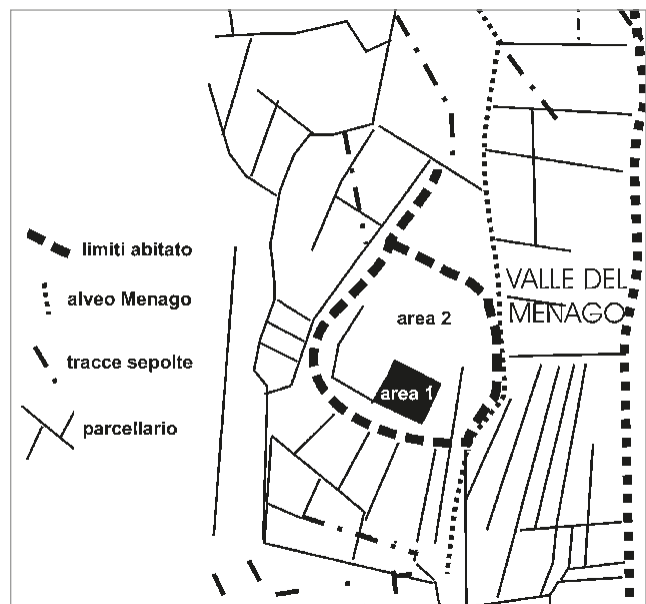 limiti abitato
alveo Menago
tracce sepolte
parcellario
VALLE DEL
MENAGO
area 2
area 1